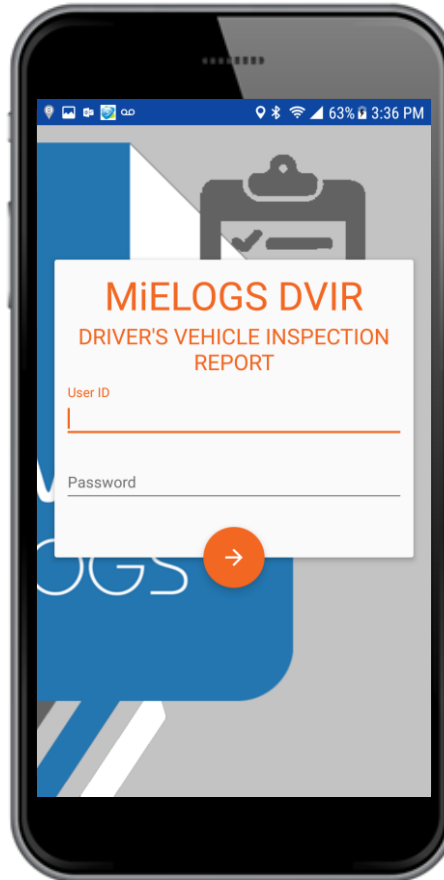 63% 3:36 PM
MiELOGS DVIR
DRIVER'S VEHICLE INSPECTION
REPORT
User ID
Password
OGS